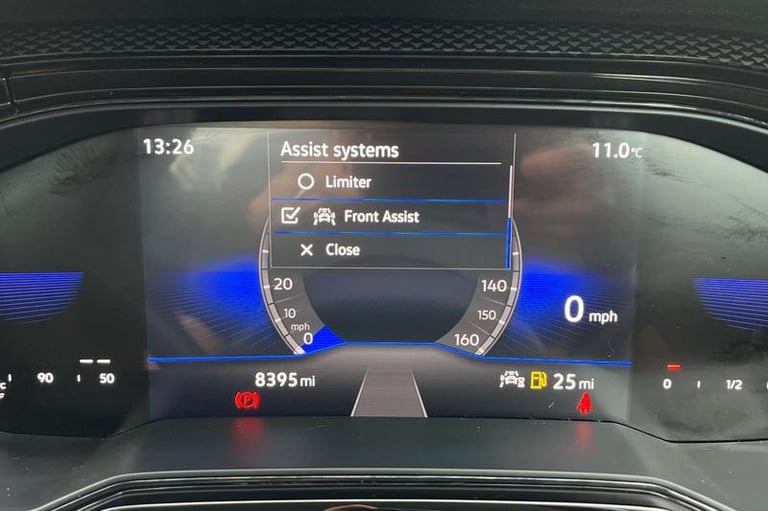 13:26
Assist systems
11.0°C
Limiter
Front Assist
Close
20
140
10
150
0 mph
mph
0
160
90
50
8395 mi
25 mi
0
1/2
P